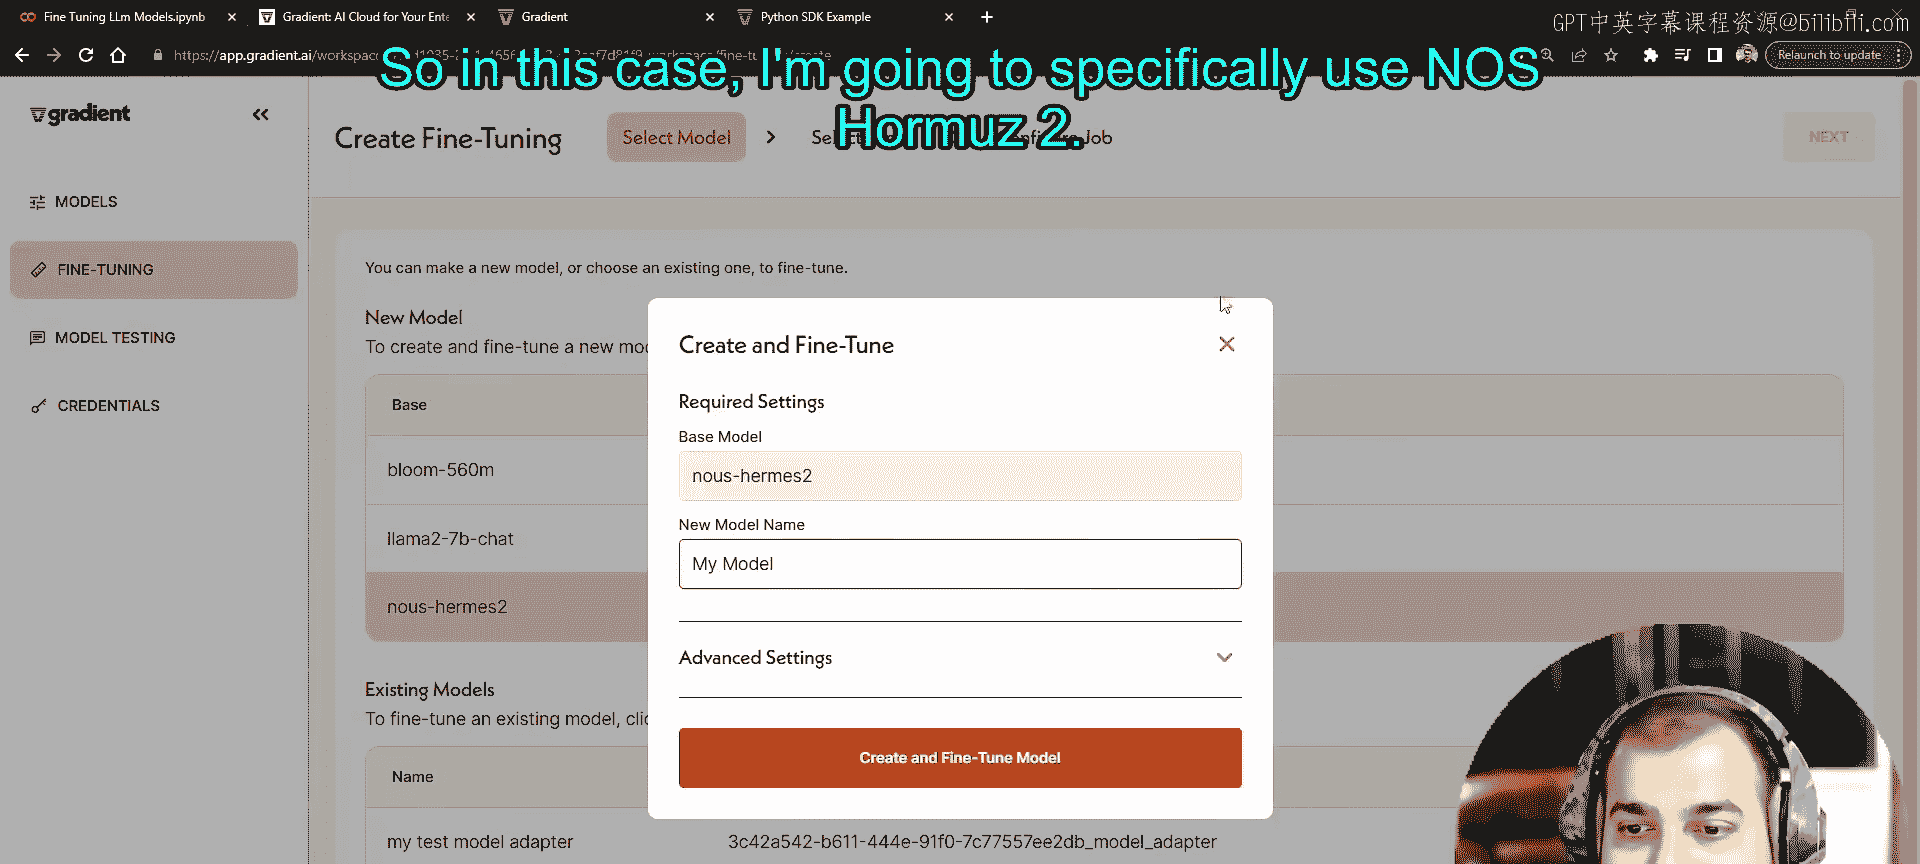 Fine Tuning LLm Models.ipynb
Gradient: AI Cloud for Your Ente
Gradient
Python SDK Example
GPT中英字幕课程资源@bilibili.com
https://app.gradient.ai/workspac
Relaunch to update
So in this case, I'm going to specifically use NOS
Hormuz 2.
gradient
Create Fine-Tuning
Select Model
Job
NEXT
MODELS
FINE-TUNING
MODEL TESTING
CREDENTIALS
You can make a new model, or choose an existing one, to fine-tune.
New Model
To create and fine-tune a new mo
Base
bloom-560m
llama2-7b-chat
nous-hermes2
Existing Models
To fine-tune an existing model, clic
Name
my test model adapter
3c42a542-b611-444e-91f0-7c77557ee2db_model_adapter
Create and Fine-Tune
Required Settings
Base Model
nous-hermes2
New Model Name
My Model
Advanced Settings
Create and Fine-Tune Model